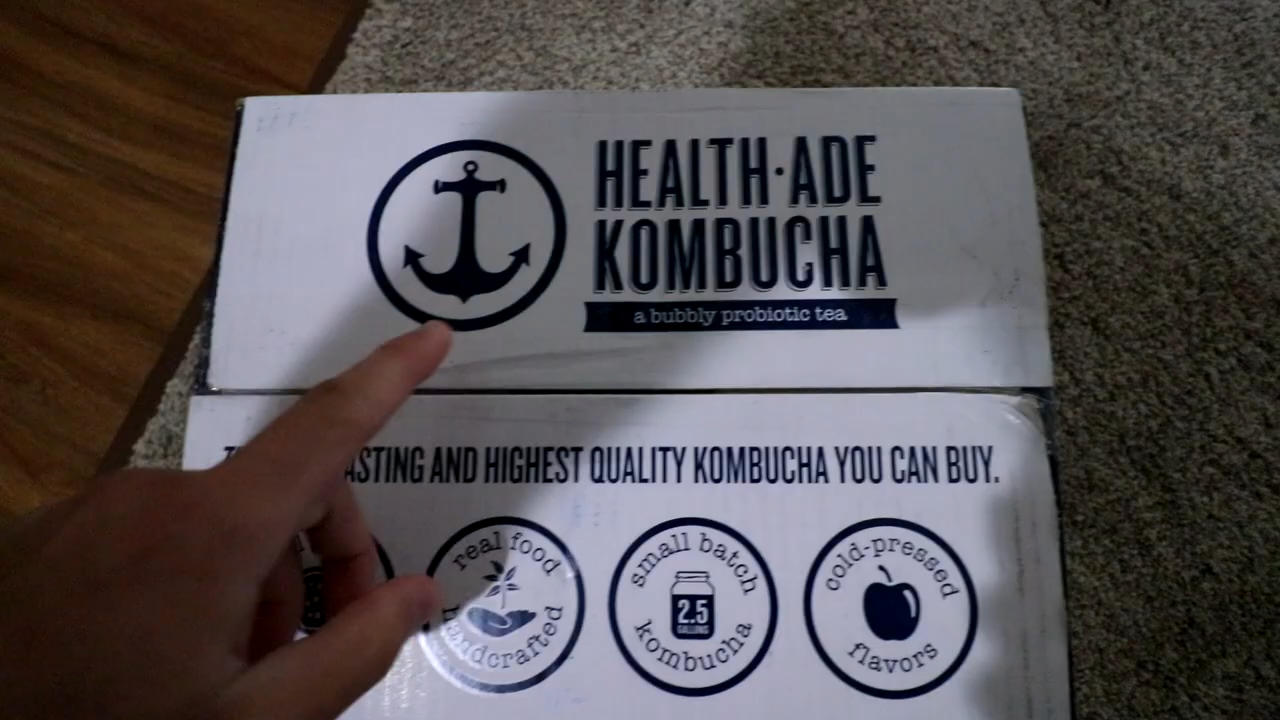 HEALTH·ADE
KOMBUCHA
a bubbly probiotic tea
AND HIGHEST QUALITY KOMBUCHA YOU CAN BUY.
real food
handcrafted
small batch
2.5
GALLONS
kombucha
cold-pressed
flavors